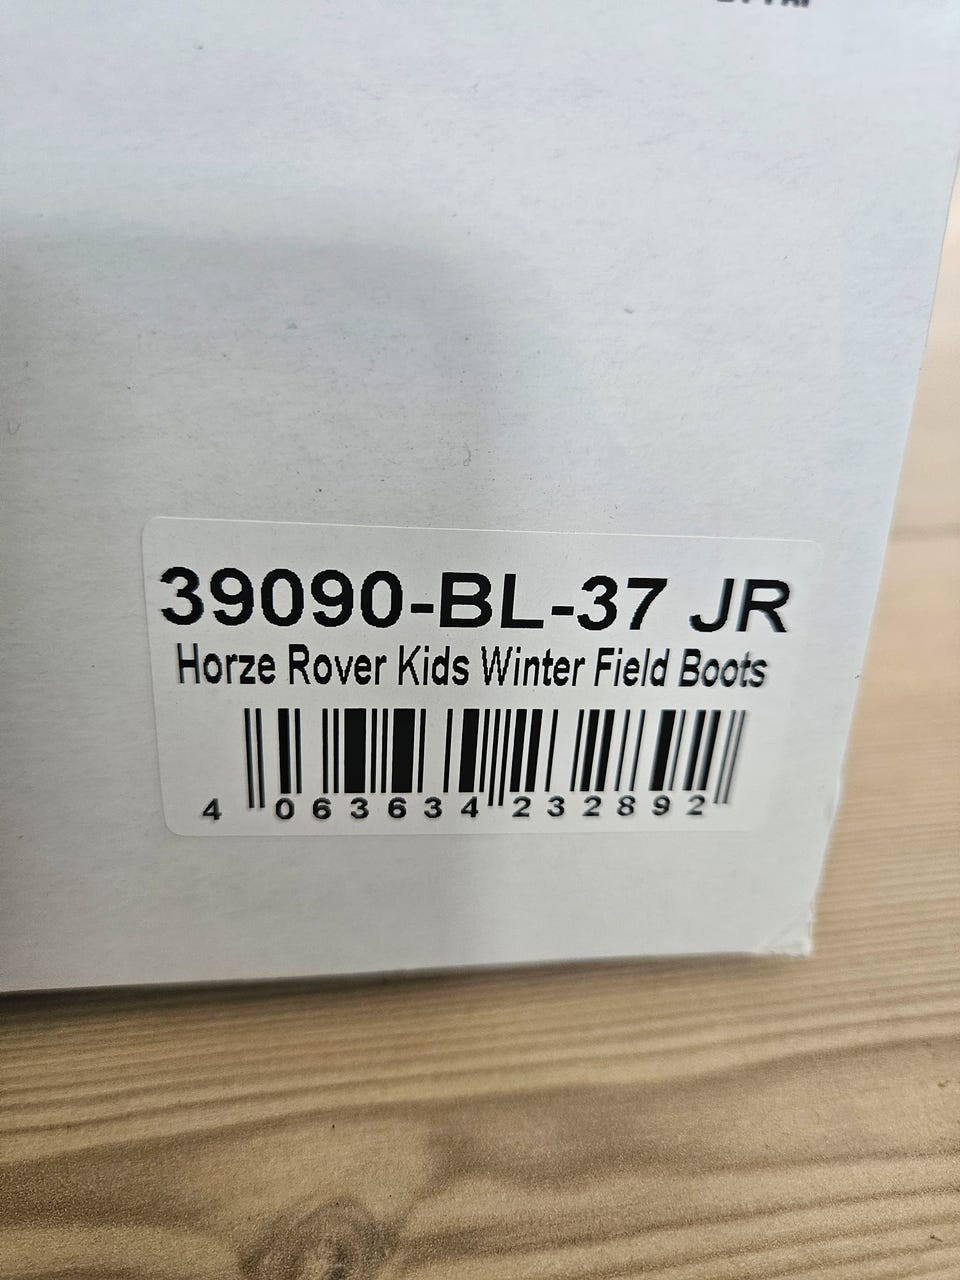 39090-BL-37 JR
Horze Rover Kids Winter Field Boots
4 063634 232892